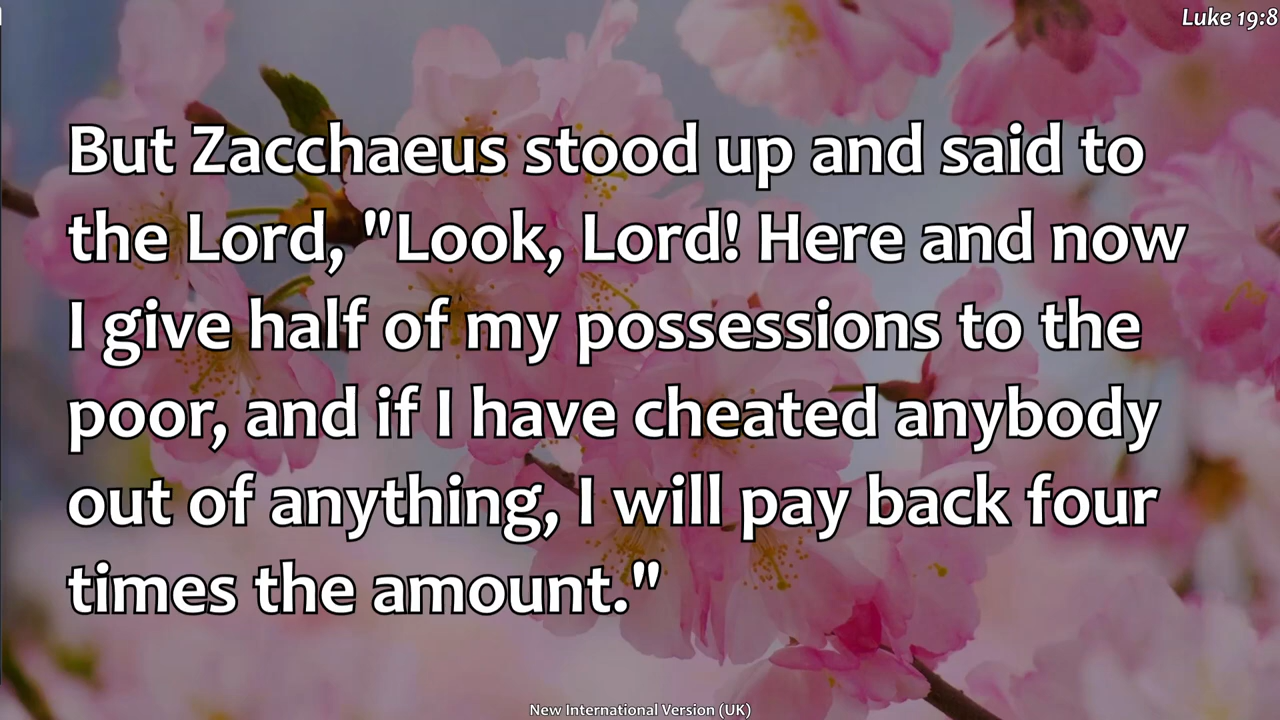 Luke 19:8
But Zacchaeus stood up and said to
the Lord, "Look, Lord! Here and now
I give half of my possessions to the
poor, and if I have cheated anybody
out of anything, I will pay back four
times the amount."
New International Version (UK)